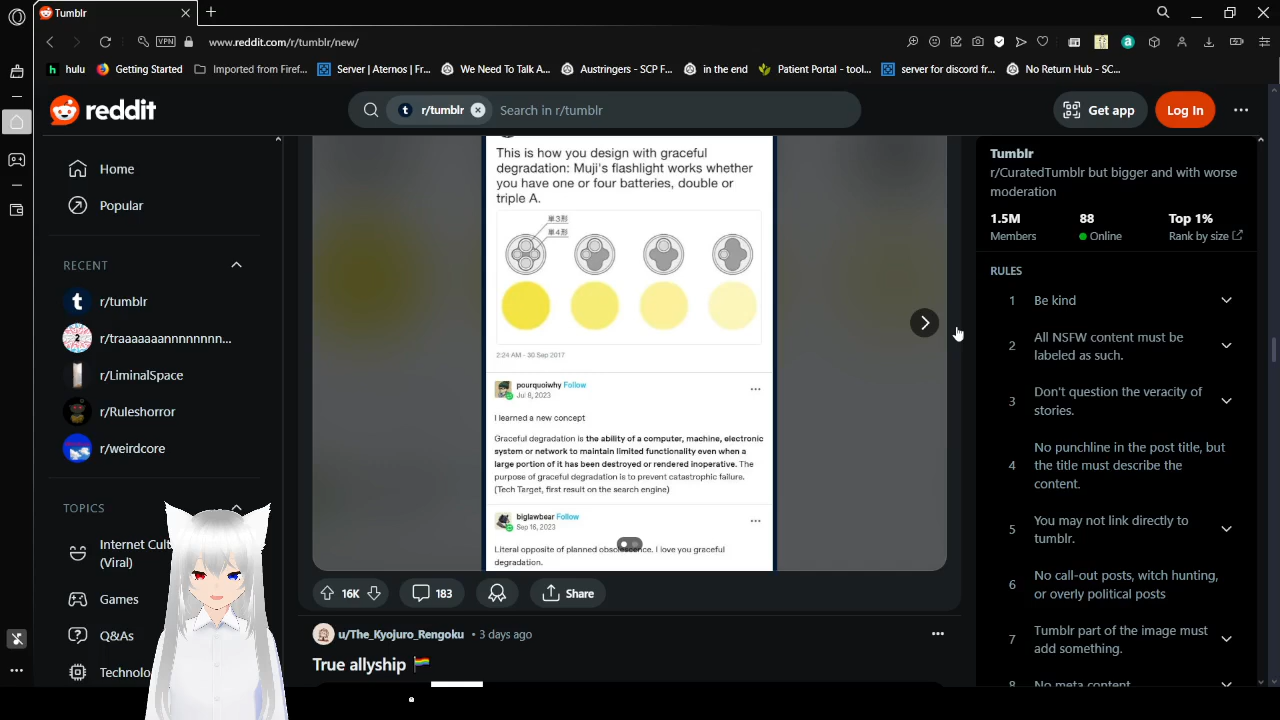 Tumblr
VPN
www.reddit.com/r/tumblr/new/
hulu
Getting Started
Imported from Firef...
Server | Aternos | Fr...
We Need To Talk A...
Austringers - SCP F...
in the end
Patient Portal - tool...
server for discord fr...
No Return Hub - SC...
reddit
r/tumblr
Search in r/tumblr
Get app
Log In
Home
Popular
RECENT
r/tumblr
r/traaaaaaannnnnnnn...
r/LiminalSpace
r/Ruleshorror
r/weirdcore
TOPICS
Internet Cult
(Viral)
Games
Q&As
Technolo
This is how you design with graceful
degradation: Muji's flashlight works whether
you have one or four batteries, double or
triple A.
単3形
単4形
2:24 AM - 30 Sep 2017
pourquoiwhy Follow
Jul 8, 2023
I learned a new concept
Graceful degradation is the ability of a computer, machine, electronic
system or network to maintain limited functionality even when a
large portion of it has been destroyed or rendered inoperative. The
purpose of graceful degradation is to prevent catastrophic failure.
(Tech Target, first result on the search engine)
biglawbear Follow
Sep 16, 2023
Literal opposite of planned obsolescence. I love you graceful
degradation.
16K
183
Share
u/The_Kyojuro_Rengoku • 3 days ago
True allyship
Tumblr
r/CuratedTumblr but bigger and with worse
moderation
1.5M
Members
88
Online
Top 1%
Rank by size
RULES
1 Be kind
2 All NSFW content must be
labeled as such.
3 Don't question the veracity of
stories.
4 No punchline in the post title, but
the title must describe the
content.
5 You may not link directly to
tumblr.
6 No call-out posts, witch hunting,
or overly political posts
7 Tumblr part of the image must
add something.
8 No meta content